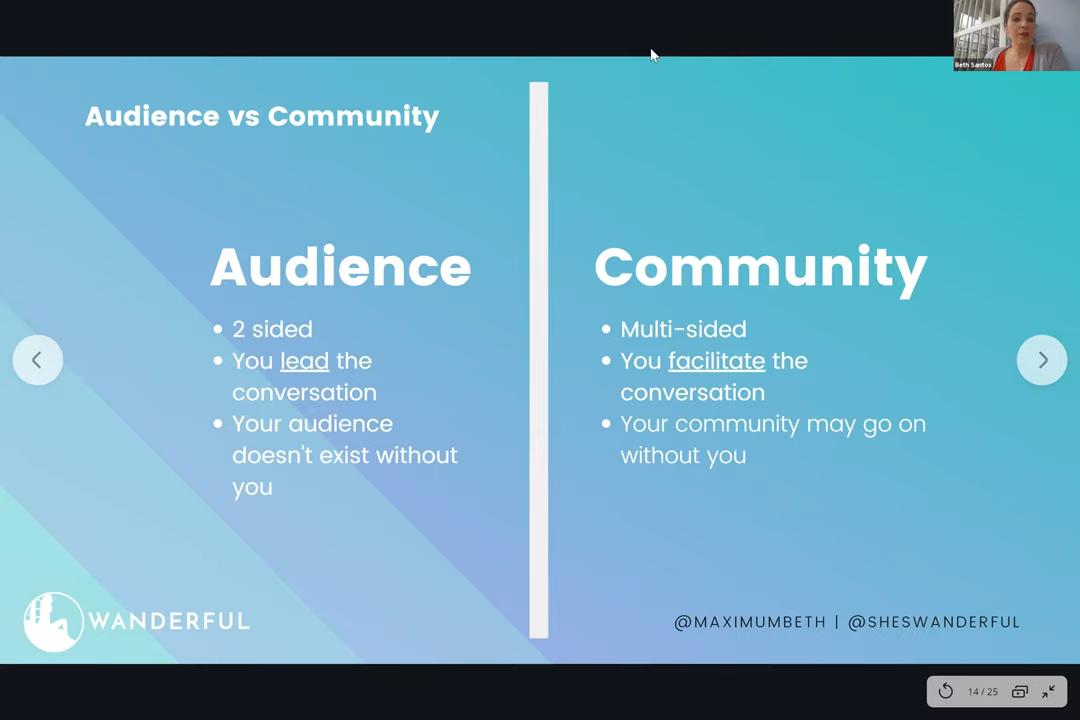 Beth Santos
Audience vs Community
Audience
• 2 sided
• You lead the
conversation
• Your audience
doesn't exist without
you
Community
• Multi-sided
• You facilitate the
conversation
• Your community may go on
without you
WANDERFUL
@MAXIMUMBETH | @SHESWANDERFUL
14 / 25